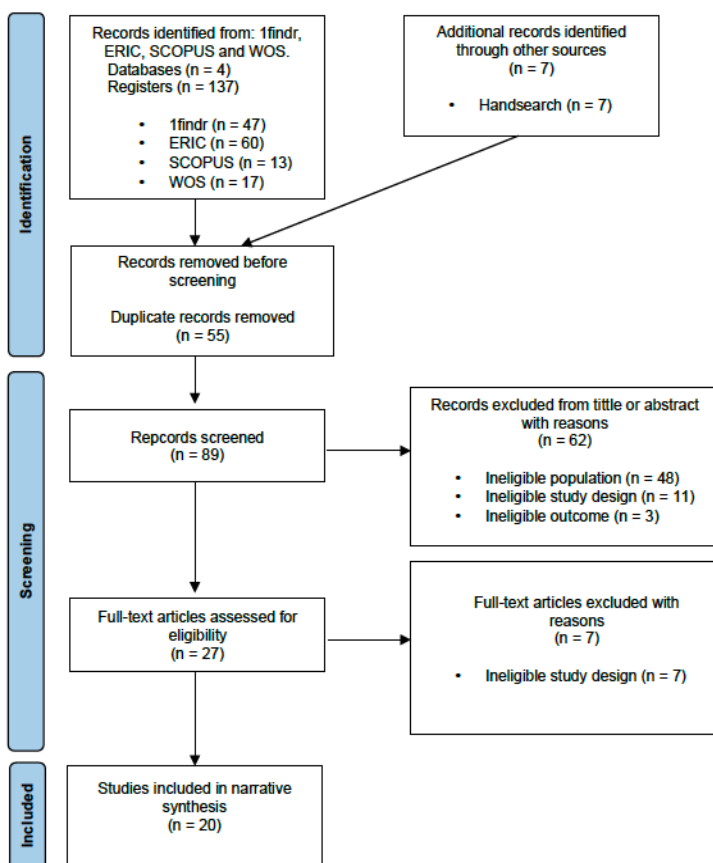 Records identified from: 1findr,
ERIC, SCOPUS and WOS.
Databases (n = 4)
Registers (n = 137)
• 1findr (n = 47)
• ERIC (n = 60)
• SCOPUS (n = 13)
• WOS (n = 17)
Additional records identified
through other sources
(n = 7)
• Handsearch (n = 7)
Identification
Records removed before
screening
Duplicate records removed
(n = 55)
Screening
Repcords screened
(n = 89)
Records excluded from tittle or abstract
with reasons
(n = 62)
• Ineligible population (n = 48)
• Ineligible study design (n = 11)
• Ineligible outcome (n = 3)
Full-text articles assessed for
eligibility
(n = 27)
Full-text articles excluded with
reasons
(n = 7)
• Ineligible study design (n = 7)
Included
Studies included in narrative
synthesis
(n = 20)